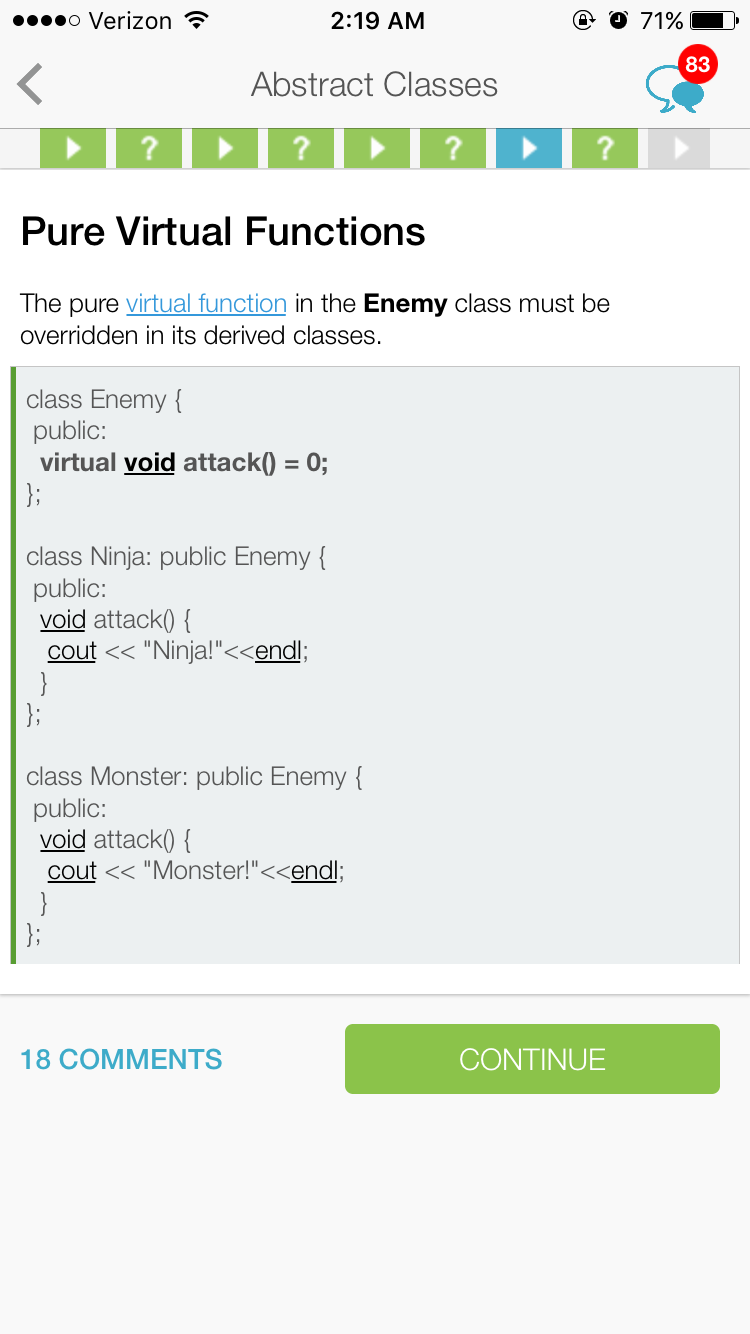 Verizon 2:19 AM 71%
Abstract Classes 83
? ? ? ?
Pure Virtual Functions
The pure virtual function in the Enemy class must be
overridden in its derived classes.
class Enemy {
public:
virtual void attack() = 0;
};
class Ninja: public Enemy {
public:
void attack() {
cout << "Ninja!"<<endl;
}
};
class Monster: public Enemy {
public:
void attack() {
cout << "Monster!"<<endl;
}
};
18 COMMENTS CONTINUE